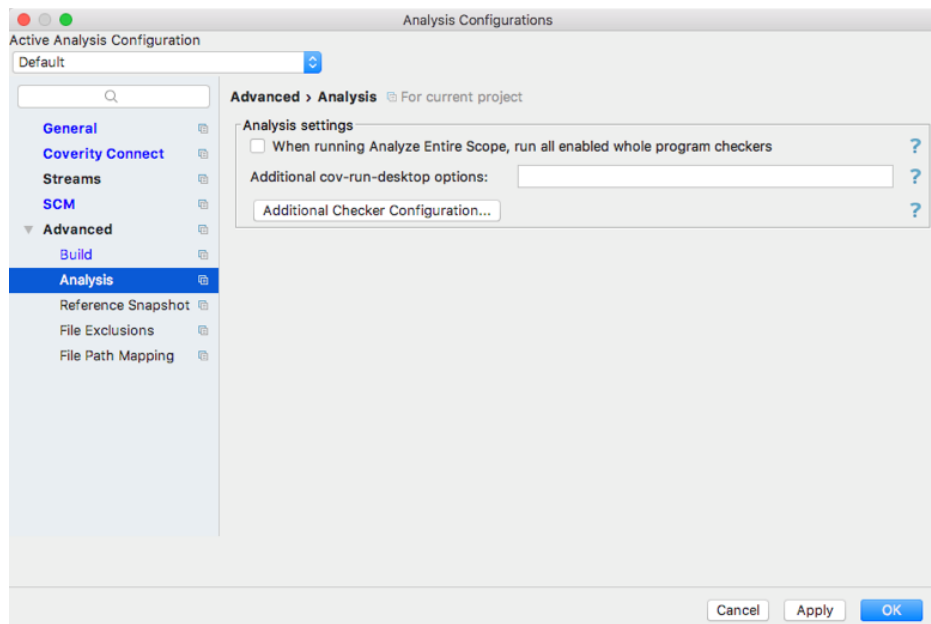 Analysis Configurations
Active Analysis Configuration
Default
Advanced › Analysis For current project
General
Coverity Connect
Streams
SCM
Advanced
Build
Analysis
Reference Snapshot
File Exclusions
File Path Mapping
Analysis settings
When running Analyze Entire Scope, run all enabled whole program checkers ?
Additional cov-run-desktop options: ?
Additional Checker Configuration... ?
Cancel Apply OK